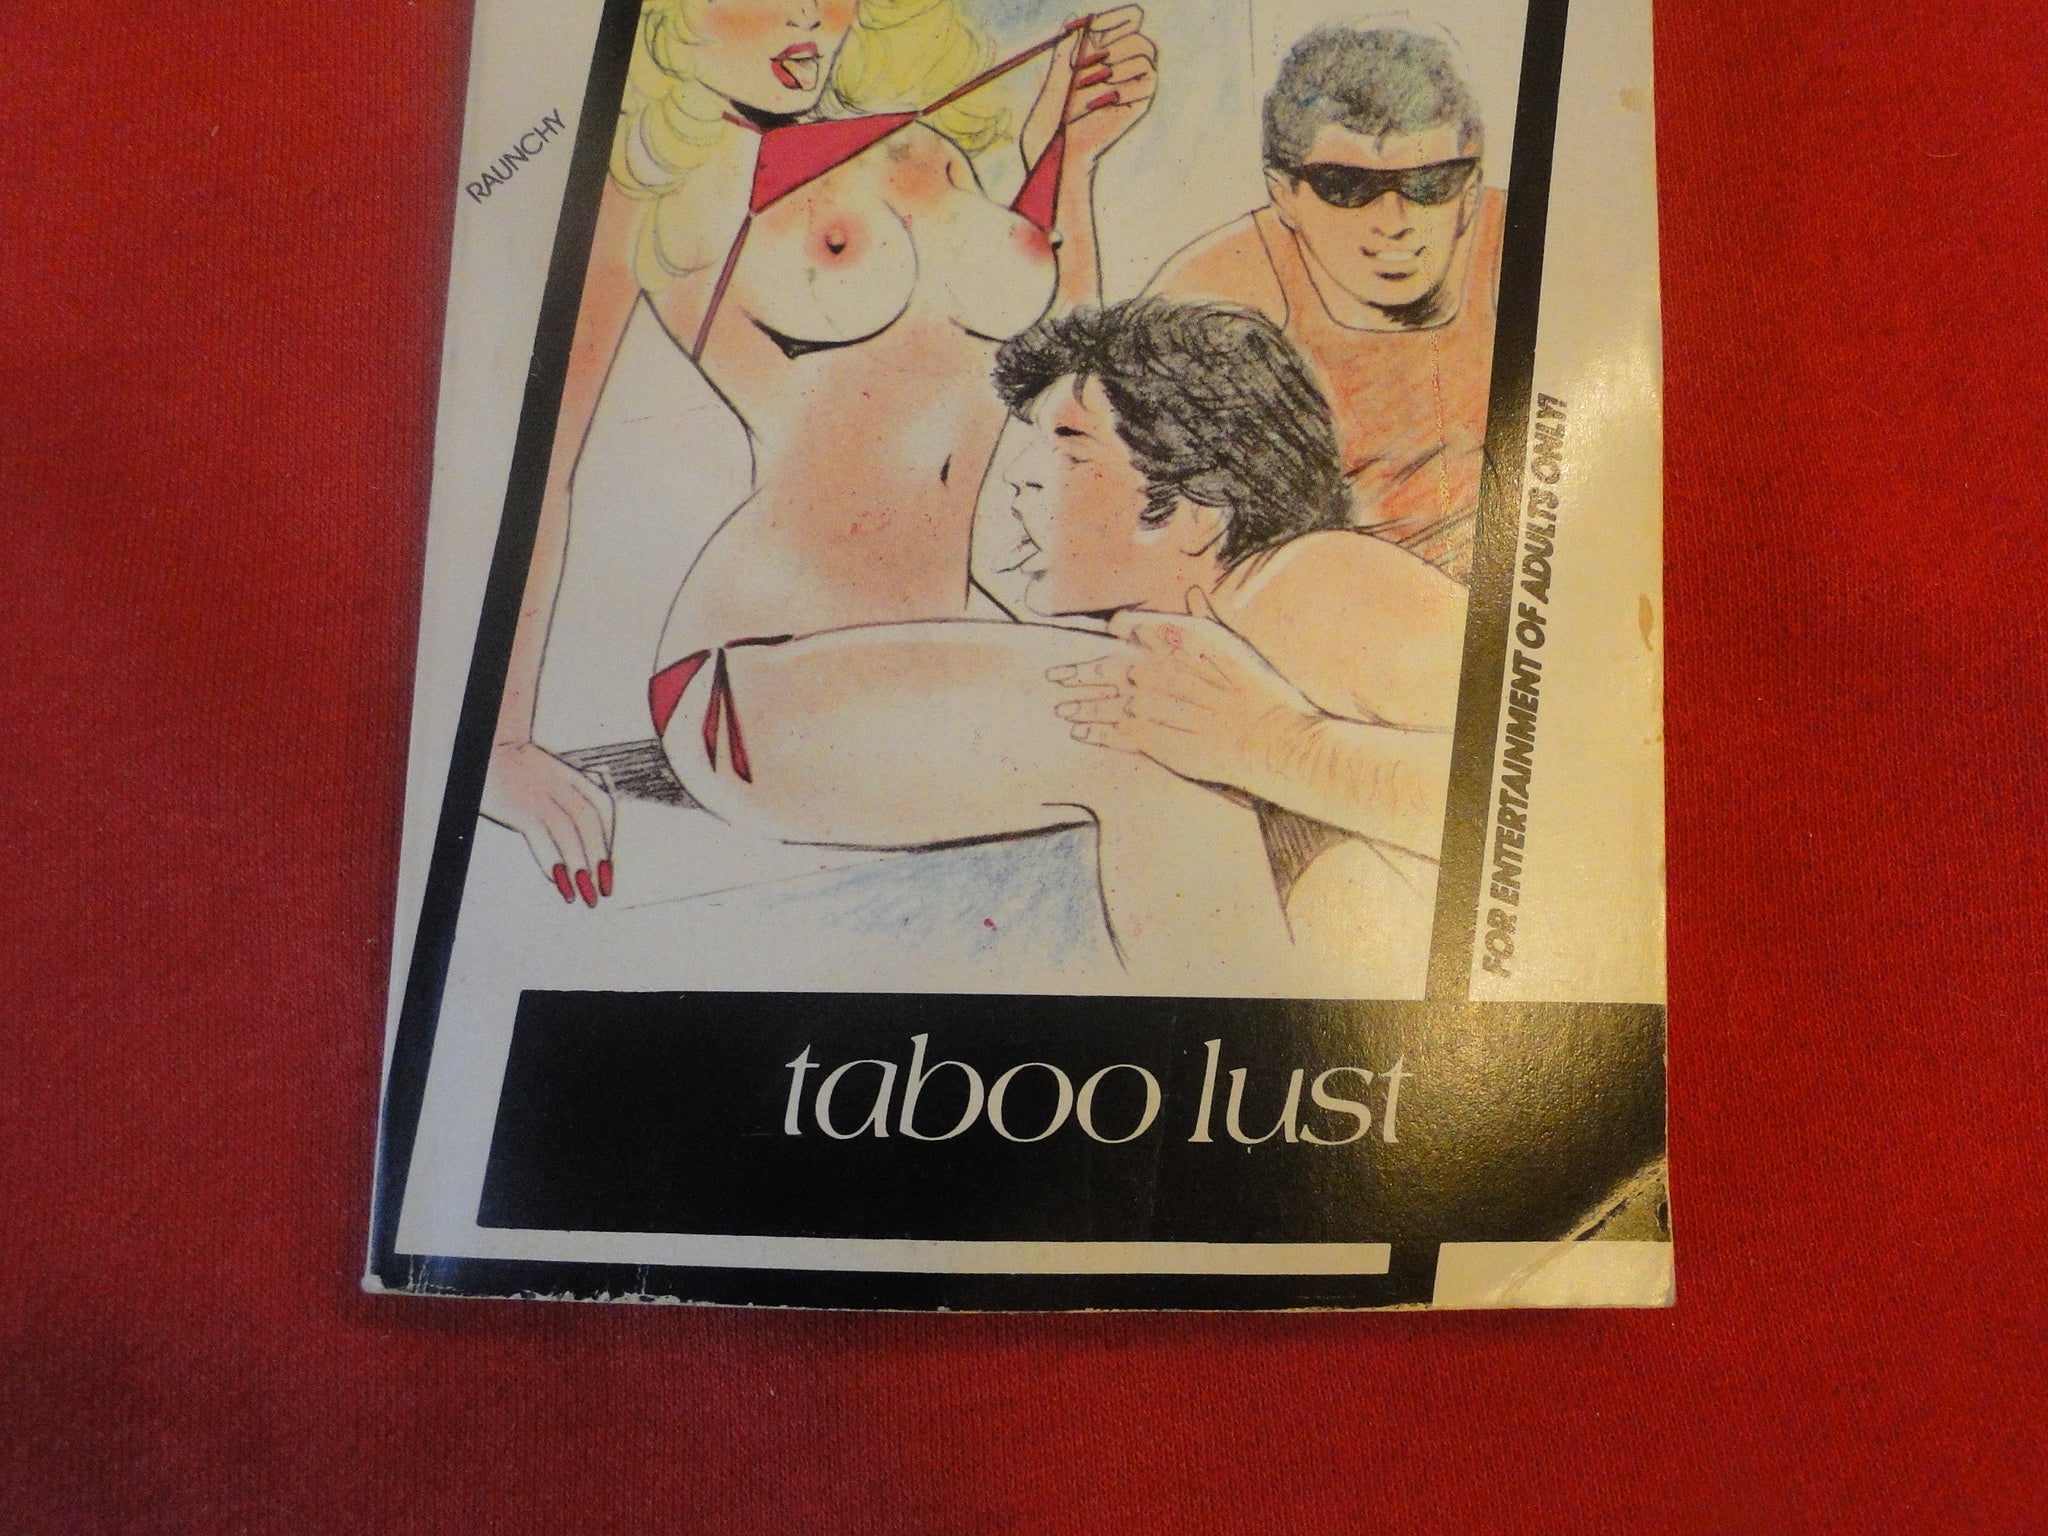 RAUNCHY
FOR ENTERTAINMENT OF ADULTS ONLY!
taboo lust